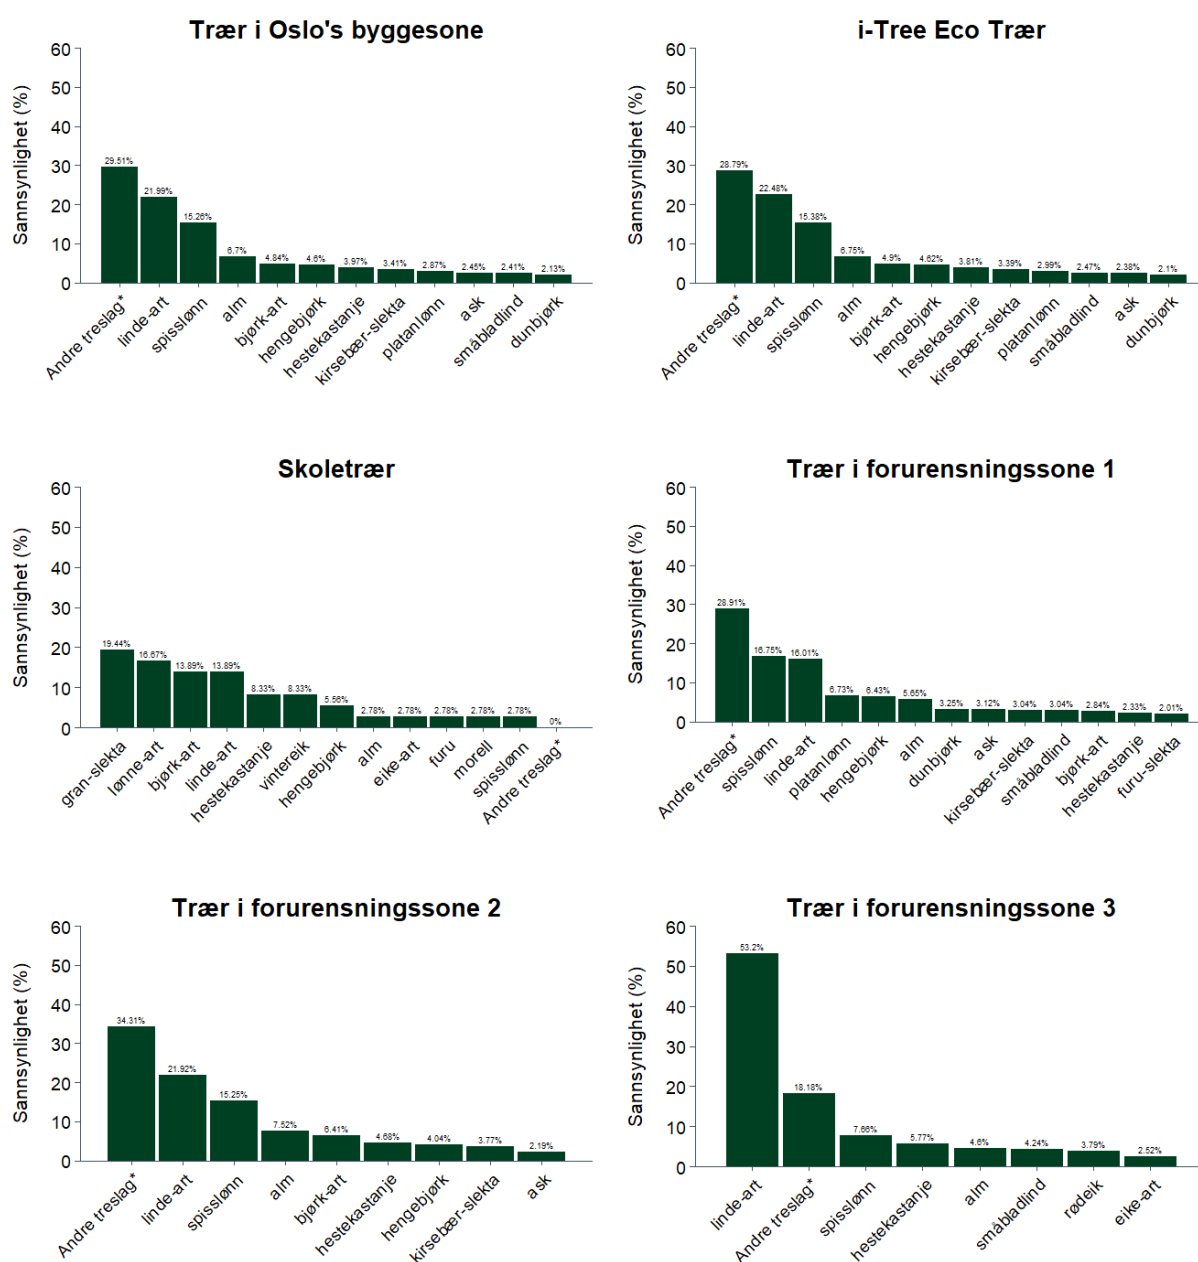 Trær i Oslo's byggesone
Sannsynlighet (%)
60
50
40
30
20
10
0
29.51%
21.99%
15.26%
6.7%
4.84%
4.6%
3.97%
3.41%
2.87%
2.45%
2.41%
2.13%
Andre treslag*
linde-art
spisslønn
alm
bjørk-art
hengebjørk
hestekastanje
kirsebær-slekta
platanlønn
ask
småbladlind
dunbjørk
i-Tree Eco Trær
Sannsynlighet (%)
60
50
40
30
20
10
0
28.79%
22.48%
15.38%
6.75%
4.9%
4.62%
3.81%
3.39%
2.99%
2.47%
2.38%
2.1%
Andre treslag*
linde-art
spisslønn
alm
bjørk-art
hengebjørk
hestekastanje
kirsebær-slekta
platanlønn
småbladlind
ask
dunbjørk
Skoletrær
Sannsynlighet (%)
60
50
40
30
20
10
0
19.44%
16.67%
13.89%
13.89%
8.33%
8.33%
5.56%
2.78%
2.78%
2.78%
2.78%
2.78%
0%
gran-slekta
lønne-art
bjørk-art
linde-art
hestekastanje
vintereik
hengebjørk
alm
eike-art
furu
morell
spisslønn
Andre treslag*
Trær i forurensningssone 1
Sannsynlighet (%)
60
50
40
30
20
10
0
28.91%
16.75%
16.01%
6.73%
6.43%
5.65%
3.25%
3.12%
3.04%
3.04%
2.84%
2.33%
2.01%
Andre treslag*
spisslønn
linde-art
platanlønn
hengebjørk
alm
dunbjørk
ask
kirsebær-slekta
småbladlind
bjørk-art
hestekastanje
furu-slekta
Trær i forurensningssone 2
Sannsynlighet (%)
60
50
40
30
20
10
0
34.31%
21.92%
15.25%
7.52%
6.41%
4.68%
4.04%
3.77%
2.19%
Andre treslag*
linde-art
spisslønn
alm
bjørk-art
hestekastanje
hengebjørk
kirsebær-slekta
ask
Trær i forurensningssone 3
Sannsynlighet (%)
60
50
40
30
20
10
0
53.2%
18.18%
7.66%
5.77%
4.6%
4.24%
3.79%
2.52%
linde-art
Andre treslag*
spisslønn
hestekastanje
alm
småbladlind
rødeik
eike-art